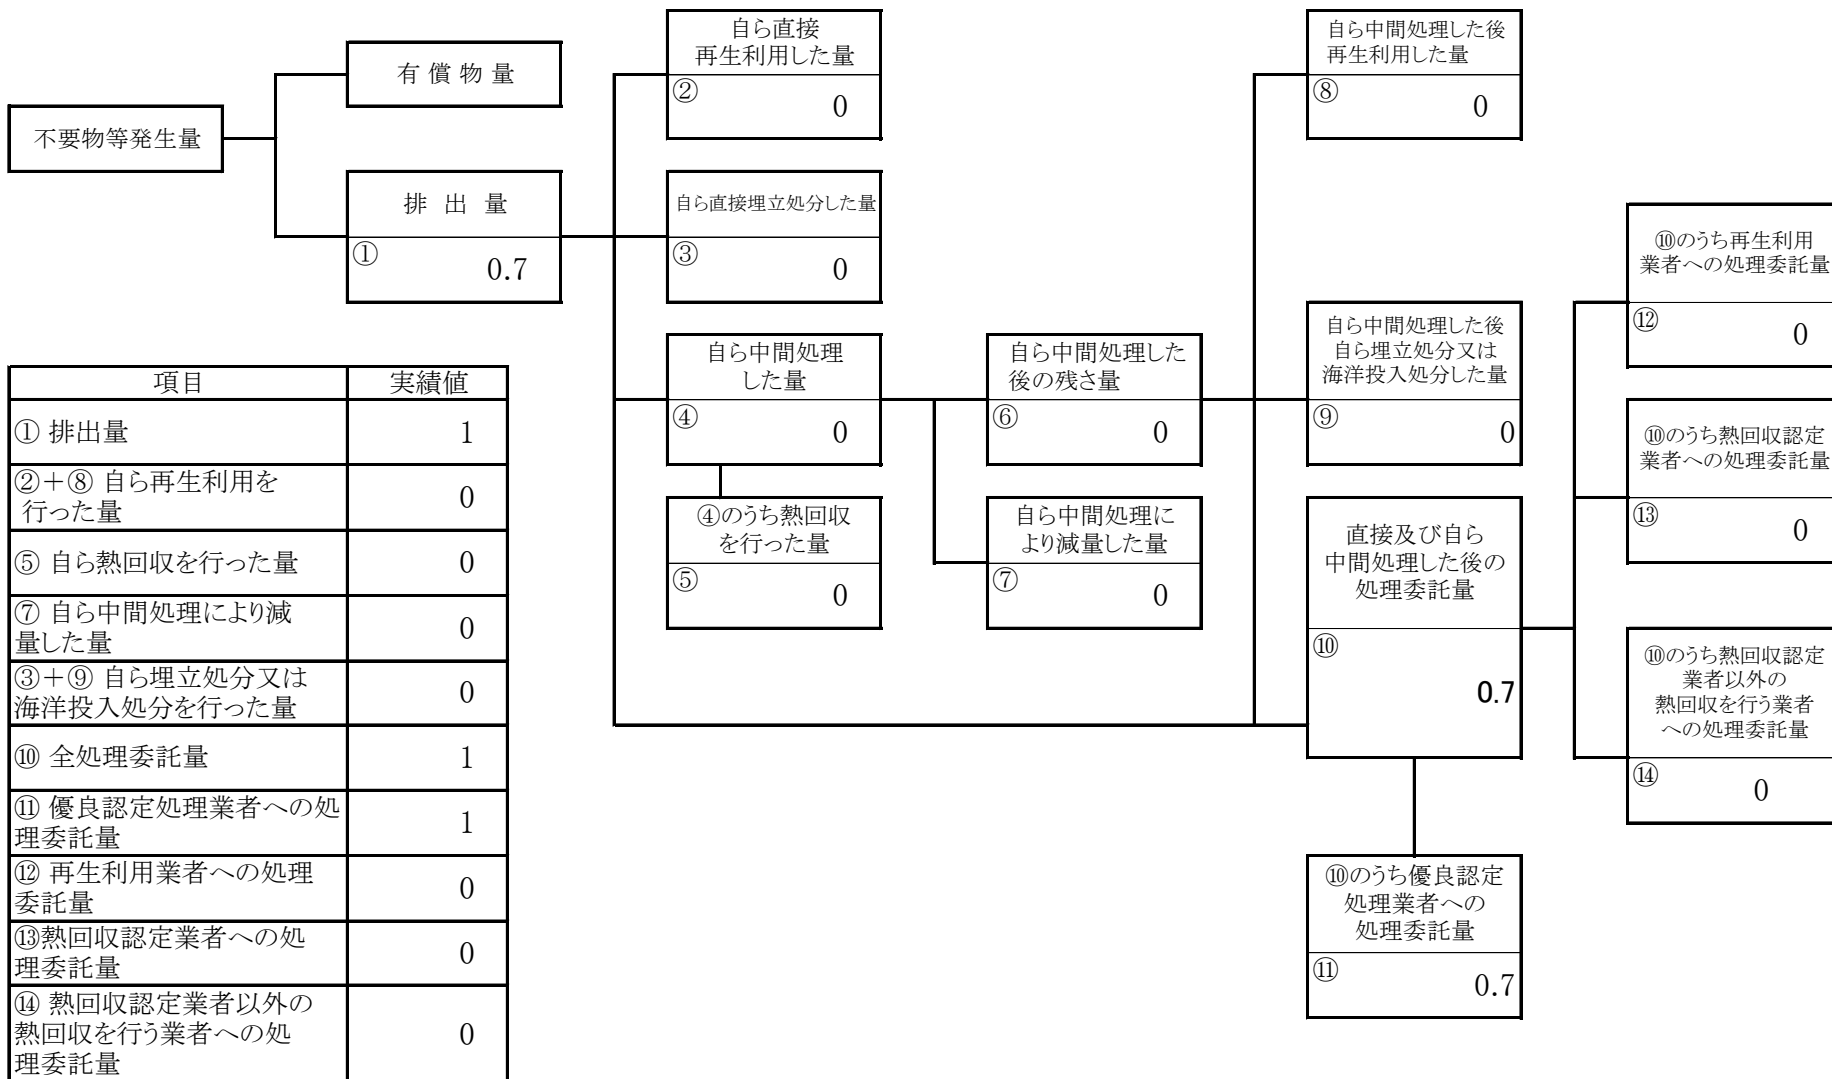 不要物等発生量
有償物量
排出量
①
0.7
自ら直接
再生利用した量
②
0
自ら直接埋立処分した量
③
0
自ら中間処理
した量
④
0
④のうち熱回収
を行った量
⑤
0
自ら中間処理した
後の残さ量
⑥
0
自ら中間処理に
より減量した量
⑦
0
自ら中間処理した後
再生利用した量
⑧
0
自ら中間処理した後
自ら埋立処分又は
海洋投入処分した量
⑨
0
直接及び自ら
中間処理した後の
処理委託量
⑩
0.7
⑩のうち優良認定
処理業者への
処理委託量
⑪
0.7
⑩のうち再生利用
業者への処理委託量
⑫
0
⑩のうち熱回収認定
業者への処理委託量
⑬
0
⑩のうち熱回収認定
業者以外の
熱回収を行う業者
への処理委託量
⑭
0
項目 実績値
① 排出量 1
②+⑧ 自ら再生利用を
行った量 0
⑤ 自ら熱回収を行った量 0
⑦ 自ら中間処理により減
量した量 0
③+⑨ 自ら埋立処分又は
海洋投入処分を行った量 0
⑩ 全処理委託量 1
⑪ 優良認定処理業者への処
理委託量 1
⑫ 再生利用業者への処理
委託量 0
⑬熱回収認定業者への処
理委託量 0
⑭ 熱回収認定業者以外の
熱回収を行う業者への処
理委託量 0